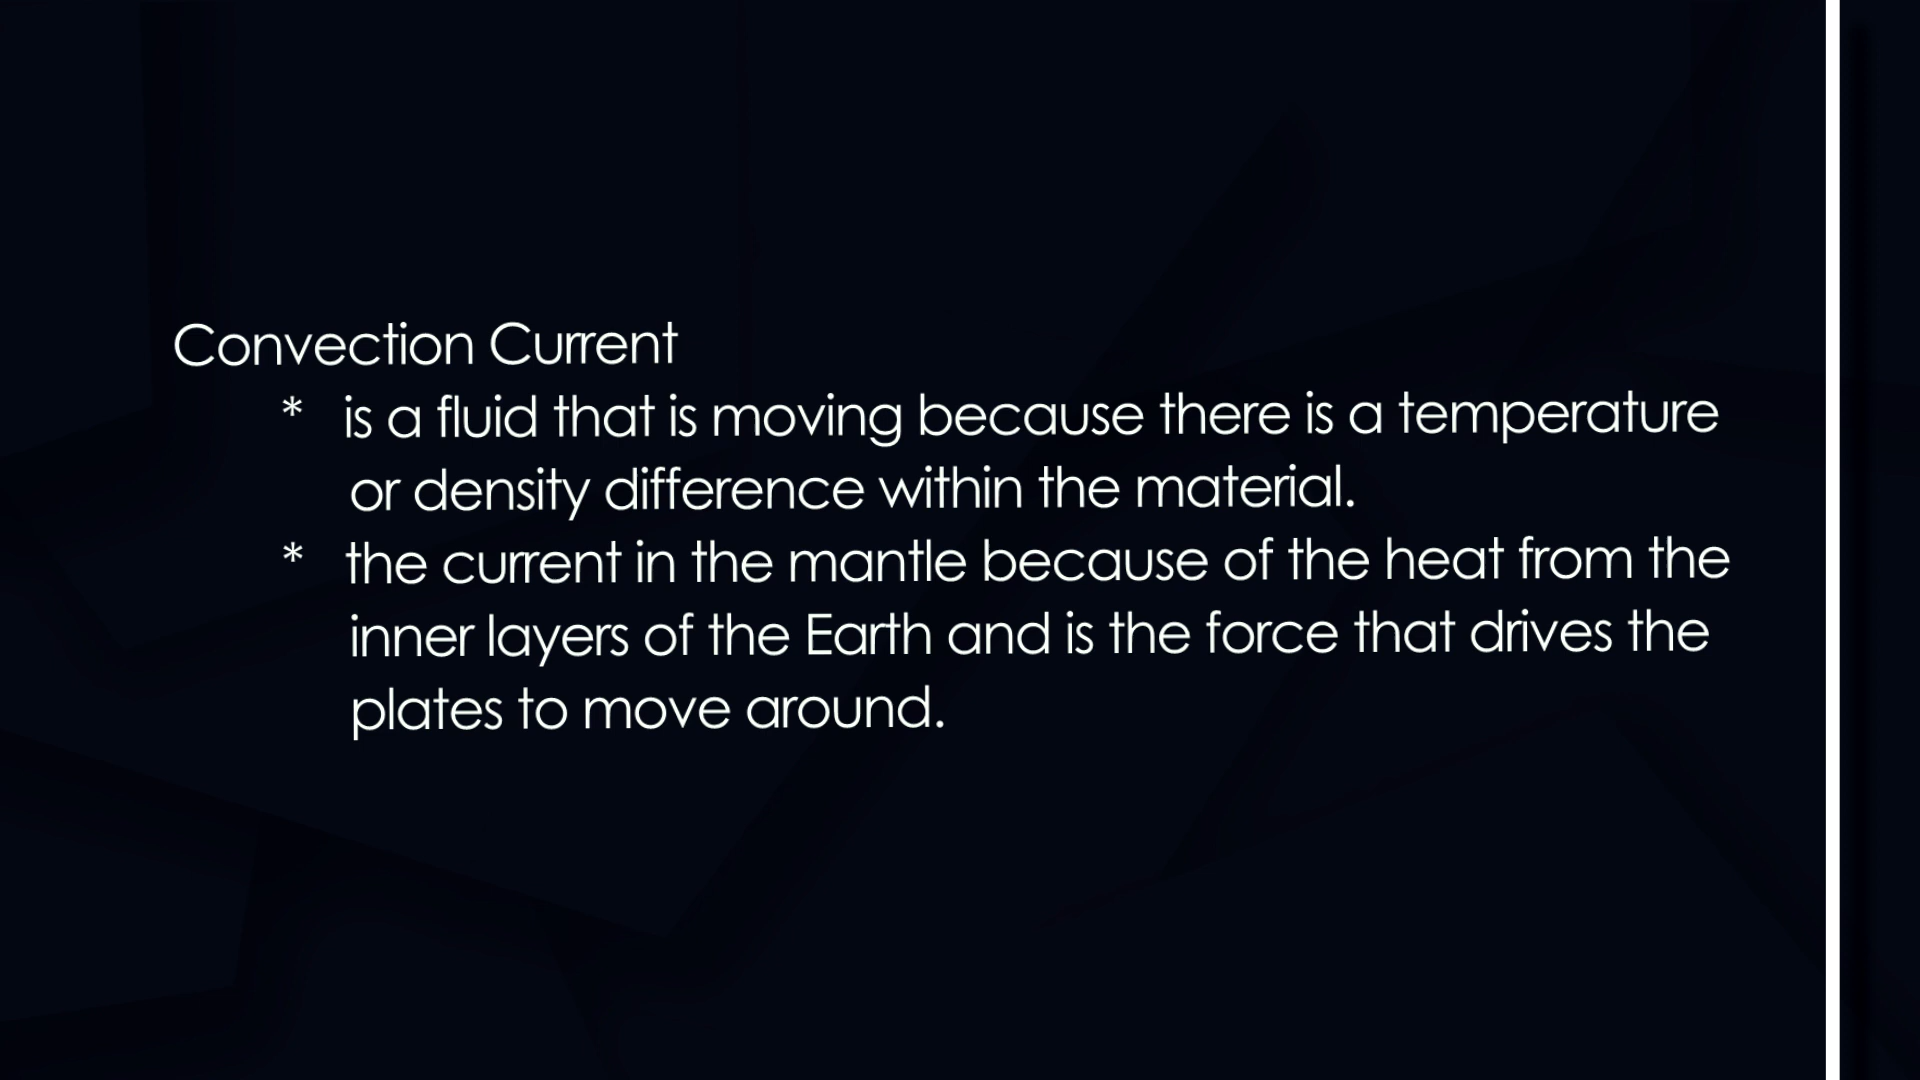 Convection Current
* is a fluid that is moving because there is a temperature
or density difference within the material.
* the current in the mantle because of the heat from the
inner layers of the Earth and is the force that drives the
plates to move around.